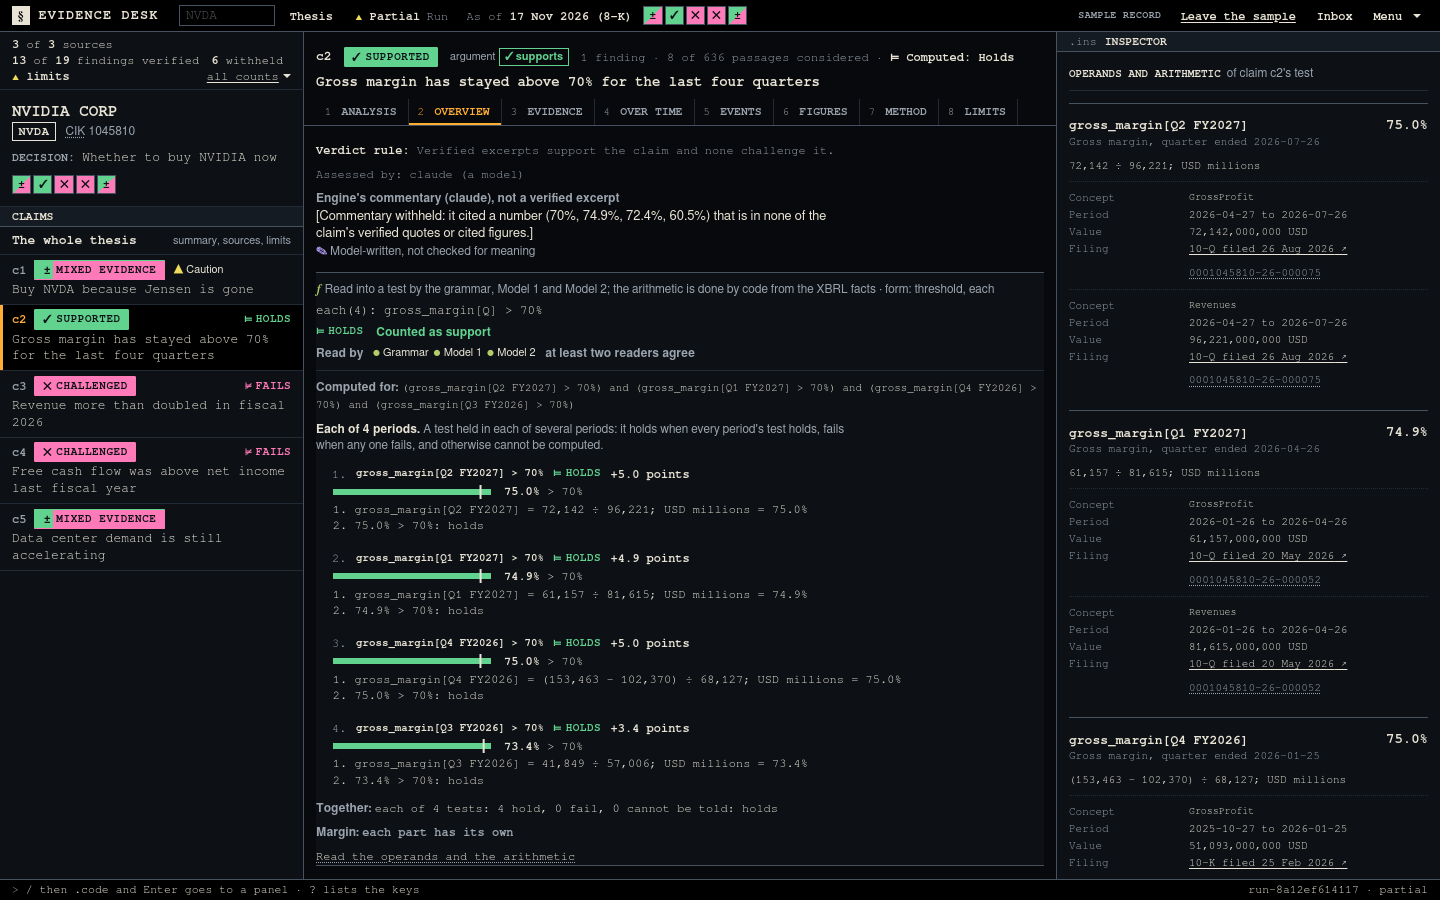 § EVIDENCE DESK NVDA Thesis ▲ Partial Run As of 17 Nov 2026 (8-K) ± ✓ ✕ ✕ ± SAMPLE RECORD Leave the sample Inbox Menu
3 of 3 sources
13 of 19 findings verified 6 withheld
▲ limits all counts
NVIDIA CORP
NVDA CIK 1045810
DECISION: Whether to buy NVIDIA now
± ✓ ✕ ✕ ±
CLAIMS
The whole thesis summary, sources, limits
c1 ± MIXED EVIDENCE Caution
Buy NVDA because Jensen is gone
c2 ✓ SUPPORTED ⊨ HOLDS
Gross margin has stayed above 70%
for the last four quarters
c3 ✕ CHALLENGED ⊭ FAILS
Revenue more than doubled in fiscal
2026
c4 ✕ CHALLENGED ⊭ FAILS
Free cash flow was above net income
last fiscal year
c5 ± MIXED EVIDENCE
Data center demand is still
accelerating
c2 ✓ SUPPORTED argument ✓ supports 1 finding · 8 of 636 passages considered · ⊨ Computed: Holds
Gross margin has stayed above 70% for the last four quarters
1 ANALYSIS 2 OVERVIEW 3 EVIDENCE 4 OVER TIME 5 EVENTS 6 FIGURES 7 METHOD 8 LIMITS
Verdict rule: Verified excerpts support the claim and none challenge it.
Assessed by: claude (a model)
Engine's commentary (claude), not a verified excerpt
[Commentary withheld: it cited a number (70%, 74.9%, 72.4%, 60.5%) that is in none of the
claim's verified quotes or cited figures.]
✎ Model-written, not checked for meaning
ƒ Read into a test by the grammar, Model 1 and Model 2; the arithmetic is done by code from the XBRL facts · form: threshold, each
each(4): gross_margin[Q] > 70%
⊨ HOLDS Counted as support
Read by ● Grammar ● Model 1 ● Model 2 at least two readers agree
Computed for: (gross_margin[Q2 FY2027] > 70%) and (gross_margin[Q1 FY2027] > 70%) and (gross_margin[Q4 FY2026] >
70%) and (gross_margin[Q3 FY2026] > 70%)
Each of 4 periods. A test held in each of several periods: it holds when every period's test holds, fails
when any one fails, and otherwise cannot be computed.
1. gross_margin[Q2 FY2027] > 70% ⊨ HOLDS +5.0 points
75.0% > 70%
1. gross_margin[Q2 FY2027] = 72,142 ÷ 96,221; USD millions = 75.0%
2. 75.0% > 70%: holds
2. gross_margin[Q1 FY2027] > 70% ⊨ HOLDS +4.9 points
74.9% > 70%
1. gross_margin[Q1 FY2027] = 61,157 ÷ 81,615; USD millions = 74.9%
2. 74.9% > 70%: holds
3. gross_margin[Q4 FY2026] > 70% ⊨ HOLDS +5.0 points
75.0% > 70%
1. gross_margin[Q4 FY2026] = (153,463 − 102,370) ÷ 68,127; USD millions = 75.0%
2. 75.0% > 70%: holds
4. gross_margin[Q3 FY2026] > 70% ⊨ HOLDS +3.4 points
73.4% > 70%
1. gross_margin[Q3 FY2026] = 41,849 ÷ 57,006; USD millions = 73.4%
2. 73.4% > 70%: holds
Together: each of 4 tests: 4 hold, 0 fail, 0 cannot be told: holds
Margin: each part has its own
Read the operands and the arithmetic
.ins INSPECTOR
OPERANDS AND ARITHMETIC of claim c2's test
gross_margin[Q2 FY2027] 75.0%
Gross margin, quarter ended 2026-07-26
72,142 ÷ 96,221; USD millions
Concept GrossProfit
Period 2026-04-27 to 2026-07-26
Value 72,142,000,000 USD
Filing 10-Q filed 26 Aug 2026 ↗
0001045810-26-000075
Concept Revenues
Period 2026-04-27 to 2026-07-26
Value 96,221,000,000 USD
Filing 10-Q filed 26 Aug 2026 ↗
0001045810-26-000075
gross_margin[Q1 FY2027] 74.9%
Gross margin, quarter ended 2026-04-26
61,157 ÷ 81,615; USD millions
Concept GrossProfit
Period 2026-01-26 to 2026-04-26
Value 61,157,000,000 USD
Filing 10-Q filed 20 May 2026 ↗
0001045810-26-000052
Concept Revenues
Period 2026-01-26 to 2026-04-26
Value 81,615,000,000 USD
Filing 10-Q filed 20 May 2026 ↗
0001045810-26-000052
gross_margin[Q4 FY2026] 75.0%
Gross margin, quarter ended 2026-01-25
(153,463 − 102,370) ÷ 68,127; USD millions
Concept GrossProfit
Period 2025-10-27 to 2026-01-25
Value 51,093,000,000 USD
Filing 10-K filed 25 Feb 2026 ↗
> / then .code and Enter goes to a panel · ? lists the keys run-8a12ef614117 · partial